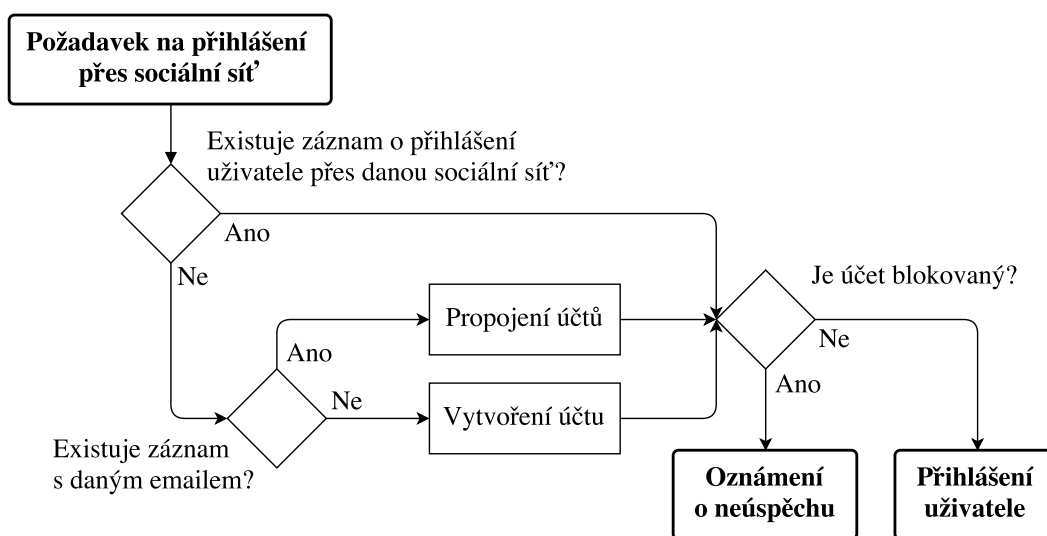 Požadavek na přihlášení
přes sociální síť
Existuje záznam o přihlášení
uživatele přes danou sociální síť?
Ano
Ne
Je účet blokovaný?
Propojení účtů
Ne
Ano
Ano
Ne
Vytvoření účtu
Existuje záznam
s daným emailem?
Oznámení
o neúspěchu
Přihlášení
uživatele